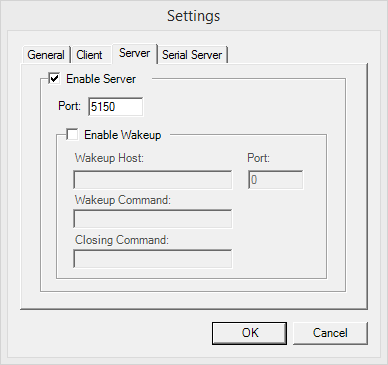 Settings
General Client Server Serial Server
Enable Server
Port: 5150
Enable Wakeup
Wakeup Host: Port:
0
Wakeup Command:
Closing Command:
OK Cancel